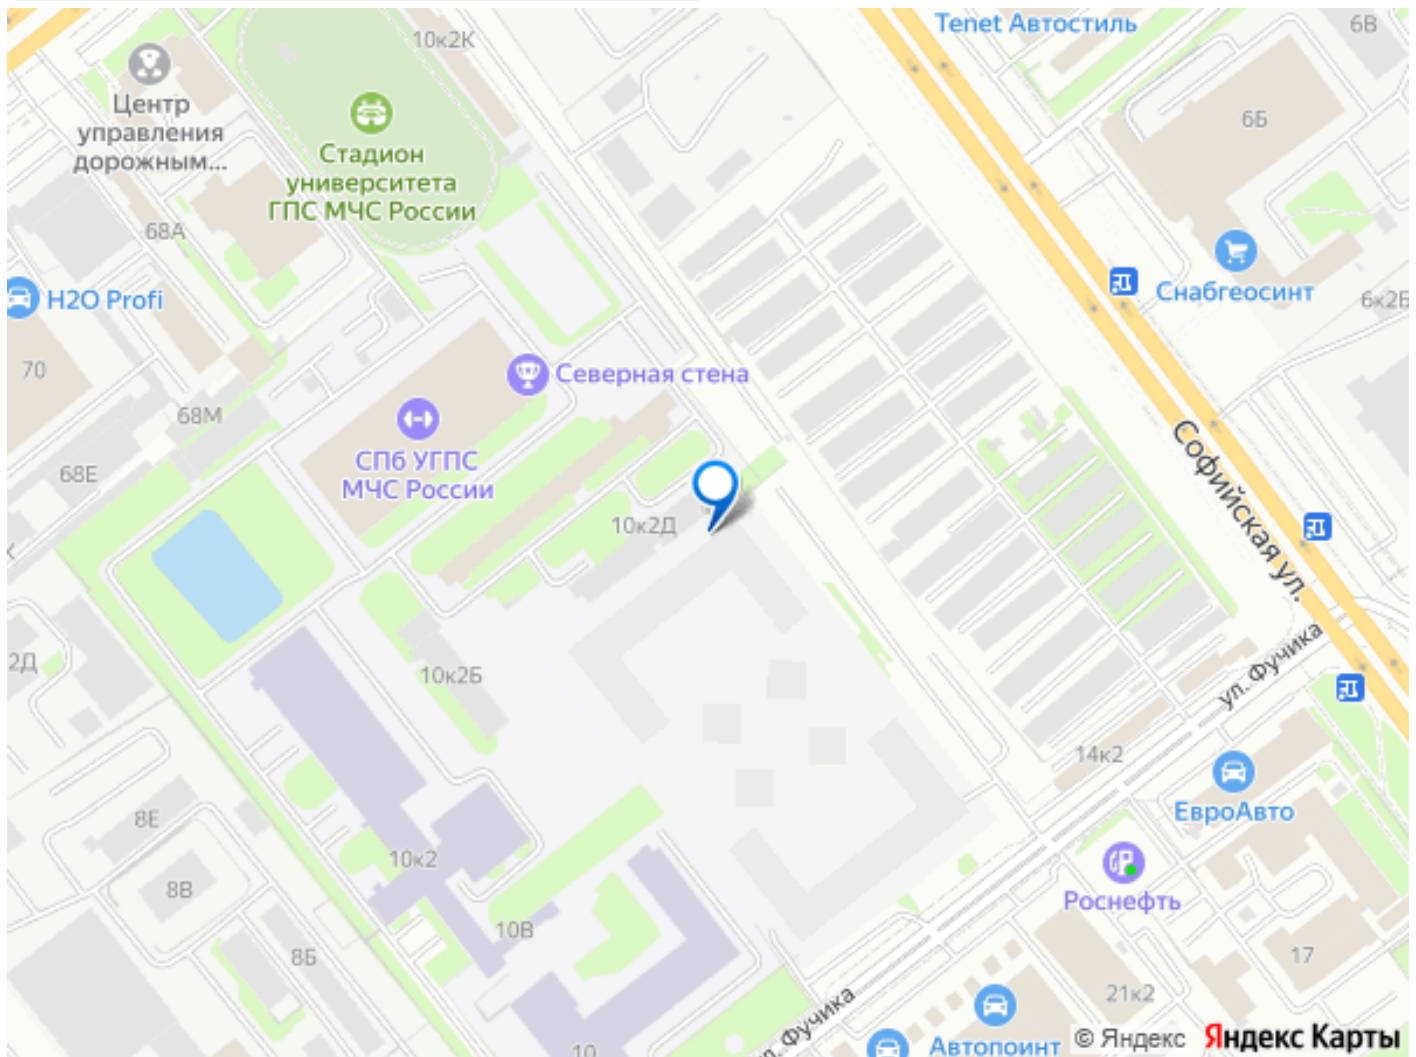 10к2К
Tenet Автостиль
6В
Центр
управления
дорожным...
6Б
Стадион
университета
ГПС МЧС России
68А
H2O Profi
Снабгеосинт
6к2Б
70
Северная стена
68М
СПб УГПС
МЧС России
68Е
Софийская ул.
10к2Д
2Д
10к2Б
ул. Фучика
14к2
ЕвроАвто
8Е
10к2
8В
Роснефть
10В
8Б
17
21к2
ул. Фучика
10
Автопоинт
© Яндекс Яндекс Карты